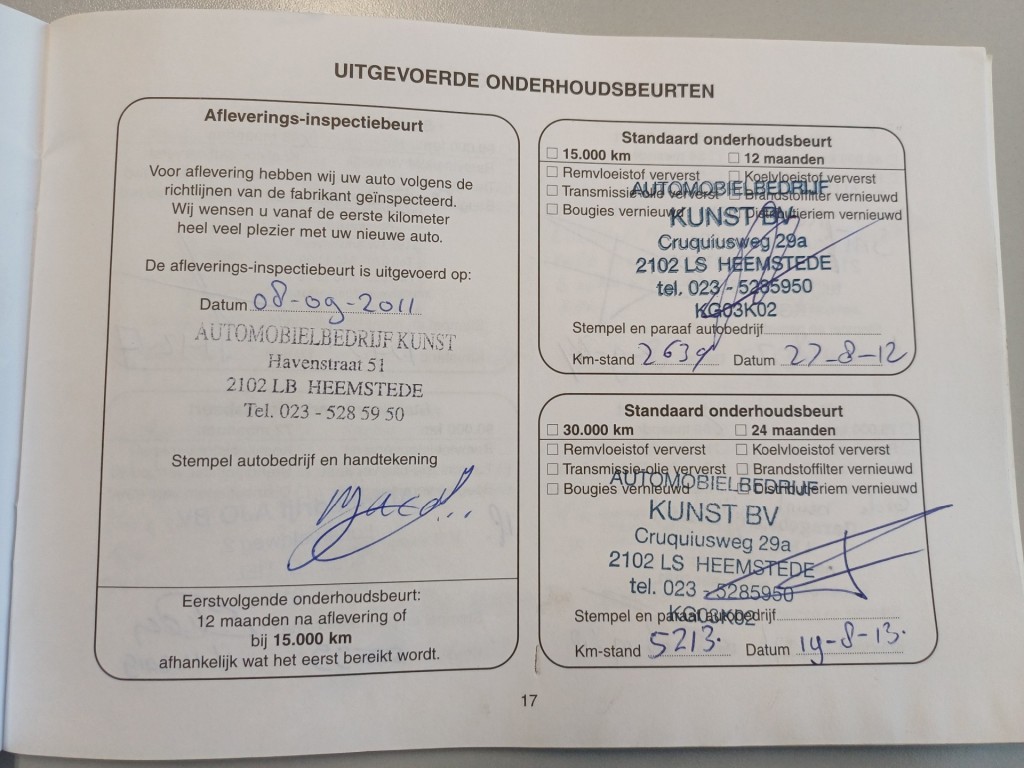 UITGEVOERDE ONDERHOUDSBEURTEN
Afleverings-inspectiebeurt
Voor aflevering hebben wij uw auto volgens de
richtlijnen van de fabrikant geïnspecteerd.
Wij wensen u vanaf de eerste kilometer
heel veel plezier met uw nieuwe auto.
De afleverings-inspectiebeurt is uitgevoerd op:
Datum 08-09-2011
AUTOMOBIELBEDRIJF KUNST
Havenstraat 51
2102 LB HEEMSTEDE
Tel. 023 - 528 59 50
Stempel autobedrijf en handtekening
Eerstvolgende onderhoudsbeurt:
12 maanden na aflevering of
bij 15.000 km
afhankelijk wat het eerst bereikt wordt.
Standaard onderhoudsbeurt
15.000 km 12 maanden
Remvloeistof ververst Koelvloeistof ververst
Transmissie-olie ververst Brandstoffilter vernieuwd
Bougies vernieuwd Distributieriem vernieuwd
AUTOMOBIELBEDRIJF
KUNST BV
Cruquiusweg 29a
2102 LS HEEMSTEDE
tel. 023 - 5285950
KG03K02
Stempel en paraaf autobedrijf
Km-stand 2639 Datum 27-8-12
Standaard onderhoudsbeurt
30.000 km 24 maanden
Remvloeistof ververst Koelvloeistof ververst
Transmissie-olie ververst Brandstoffilter vernieuwd
Bougies vernieuwd Distributieriem vernieuwd
AUTOMOBIELBEDRIJF
KUNST BV
Cruquiusweg 29a
2102 LS HEEMSTEDE
tel. 023 - 5285950
KG03K02
Stempel en paraaf autobedrijf
Km-stand 5213. Datum 19-8-13.
17